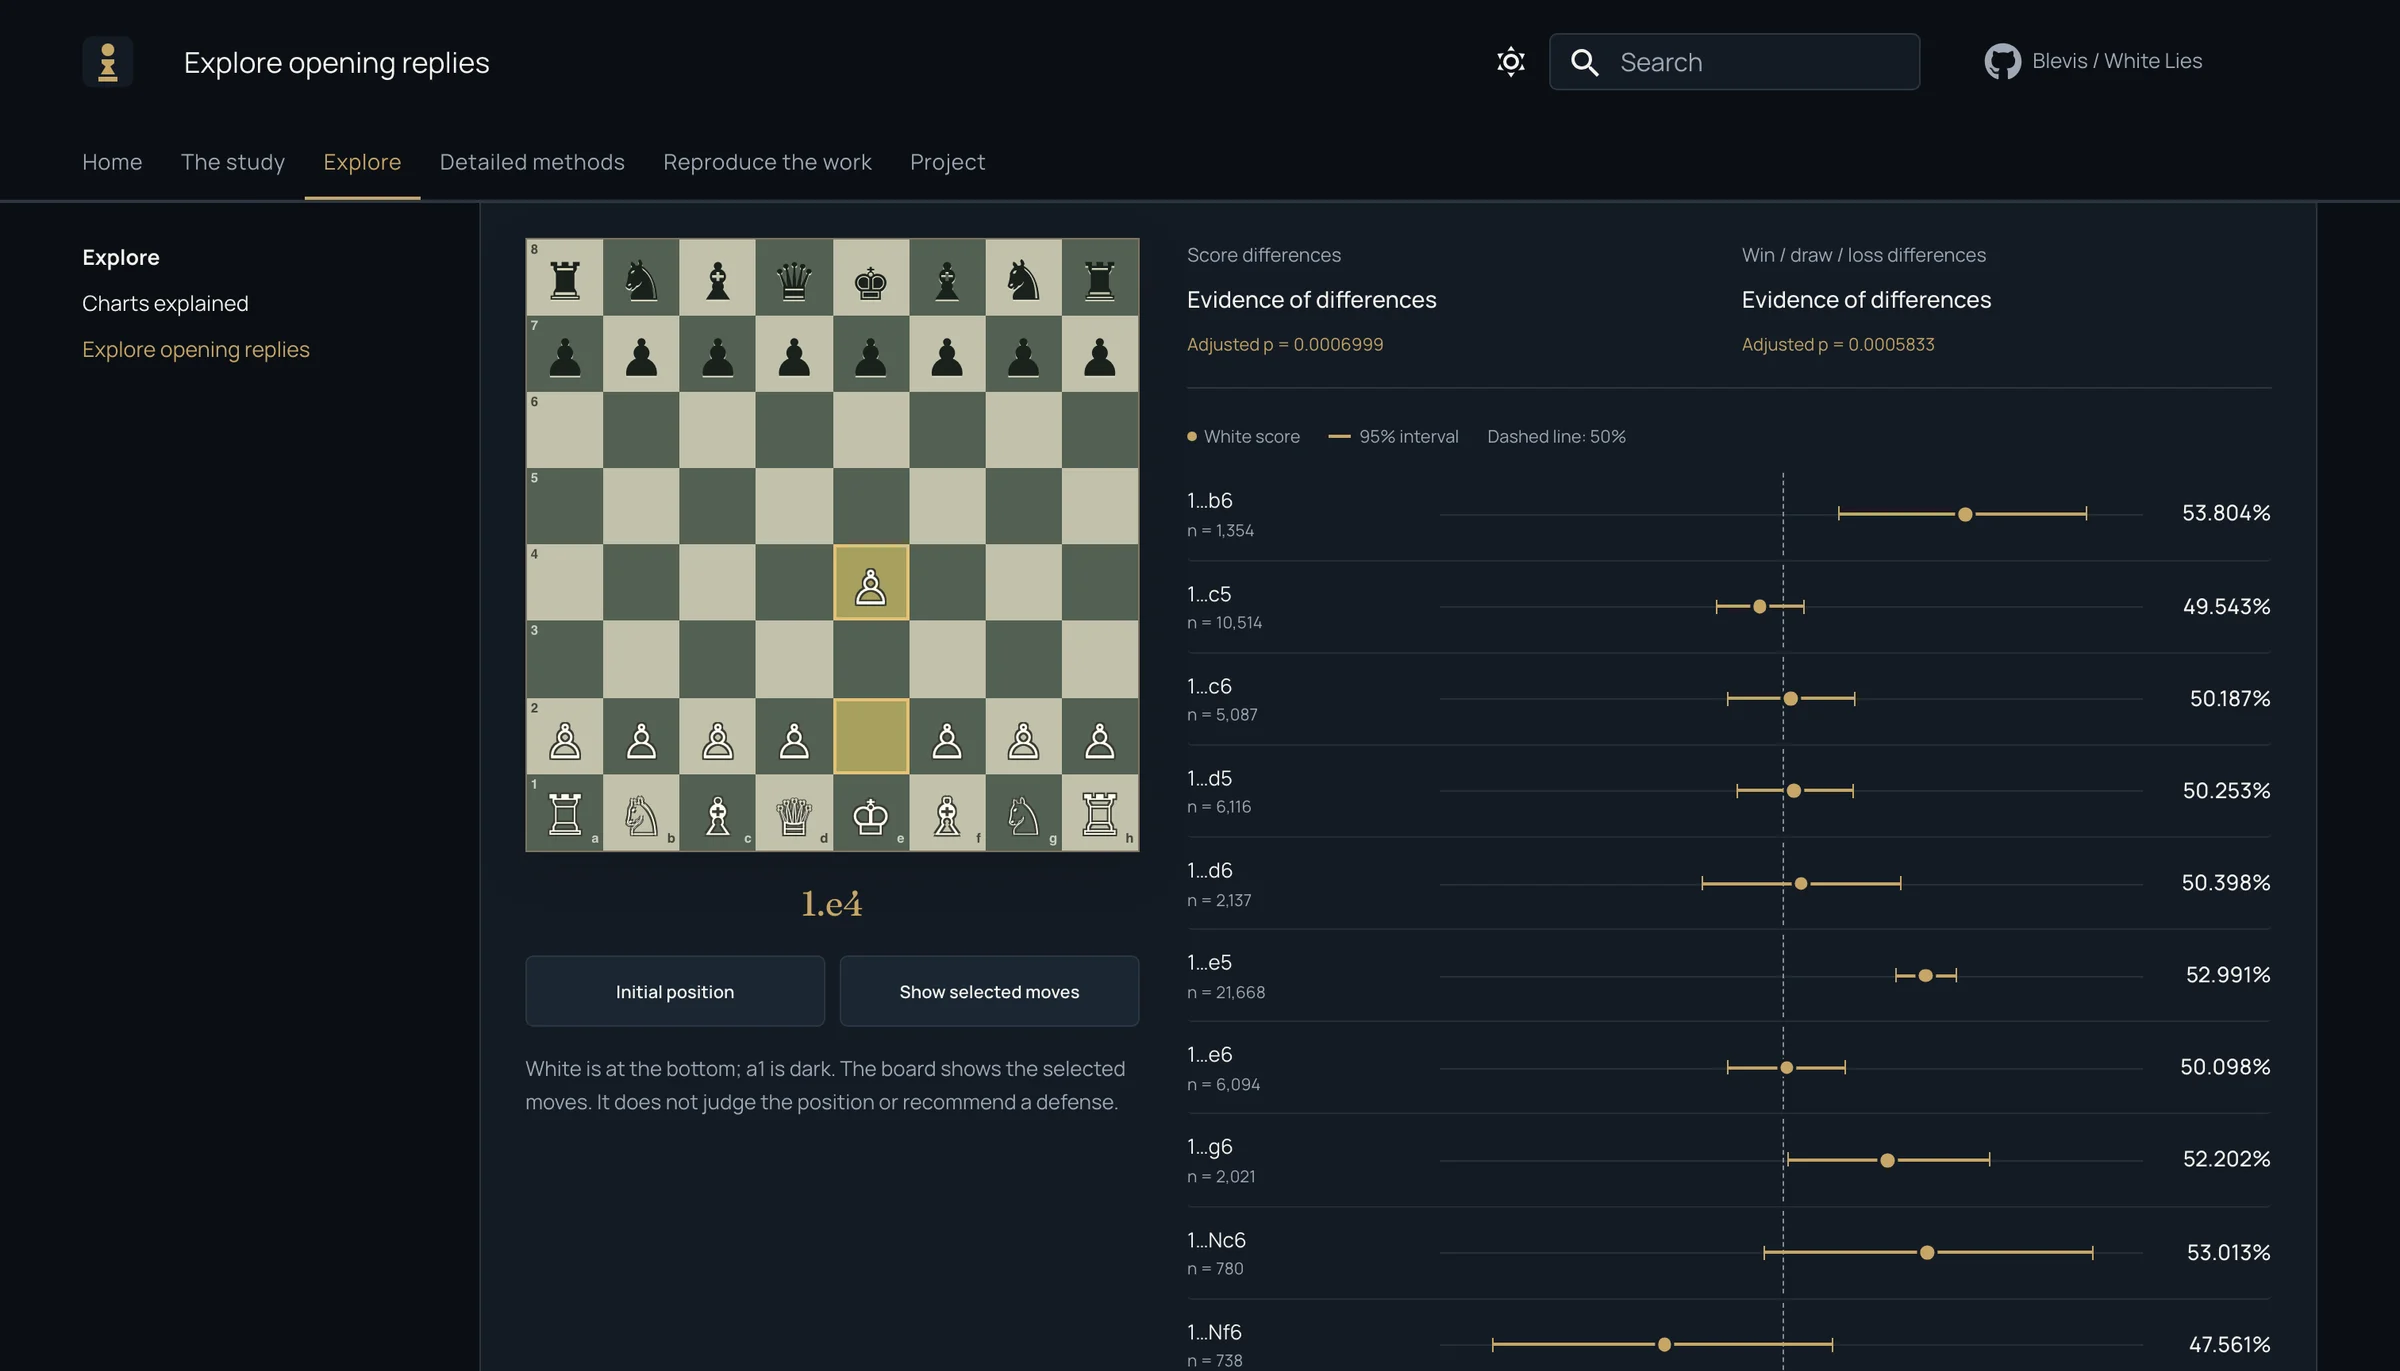 Explore opening replies
Search
Blevis / White Lies
Home
The study
Explore
Detailed methods
Reproduce the work
Project
Explore
Charts explained
Explore opening replies
8
7
6
5
4
3
2
1
a
b
c
d
e
f
g
h
1.e4
Initial position
Show selected moves
White is at the bottom; a1 is dark. The board shows the selected
moves. It does not judge the position or recommend a defense.
Score differences
Evidence of differences
Adjusted p = 0.0006999
Win / draw / loss differences
Evidence of differences
Adjusted p = 0.0005833
White score
95% interval
Dashed line: 50%
1…b6
n = 1,354
53.804%
1…c5
n = 10,514
49.543%
1…c6
n = 5,087
50.187%
1…d5
n = 6,116
50.253%
1…d6
n = 2,137
50.398%
1…e5
n = 21,668
52.991%
1…e6
n = 6,094
50.098%
1…g6
n = 2,021
52.202%
1…Nc6
n = 780
53.013%
1…Nf6
n = 738
47.561%